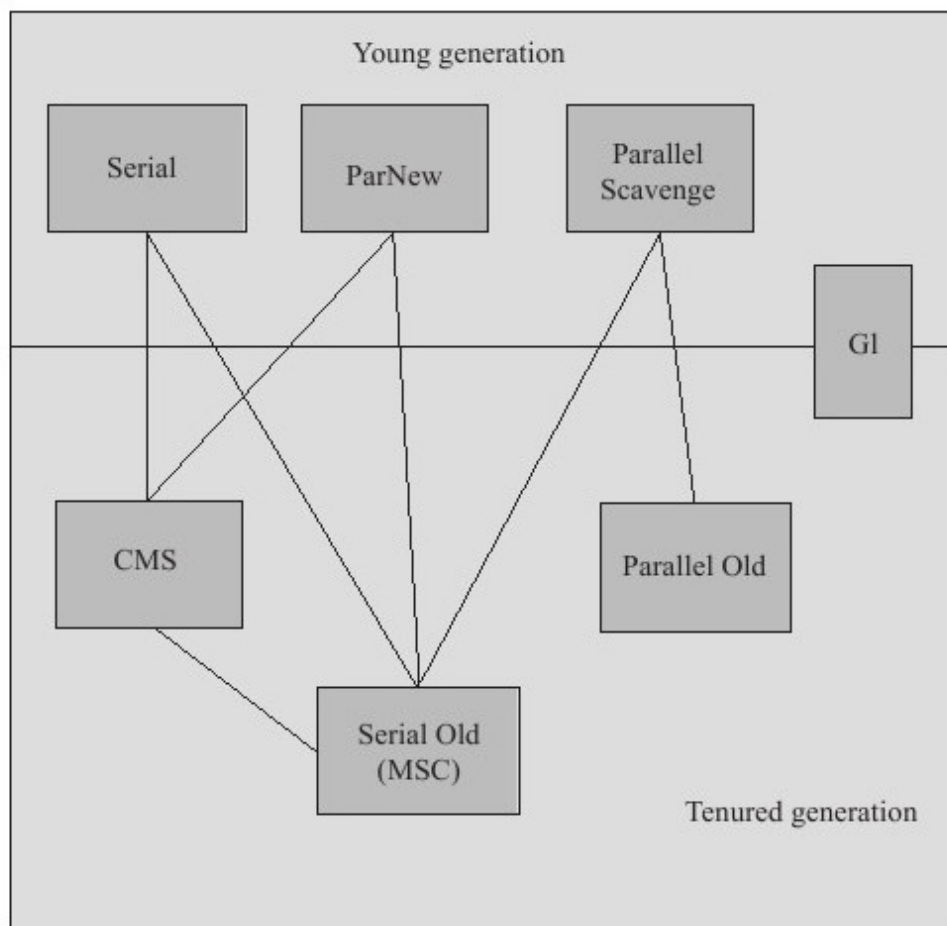 Young generation
Serial
ParNew
Parallel
Scavenge
Gl
CMS
Parallel Old
Serial Old
(MSC)
Tenured generation